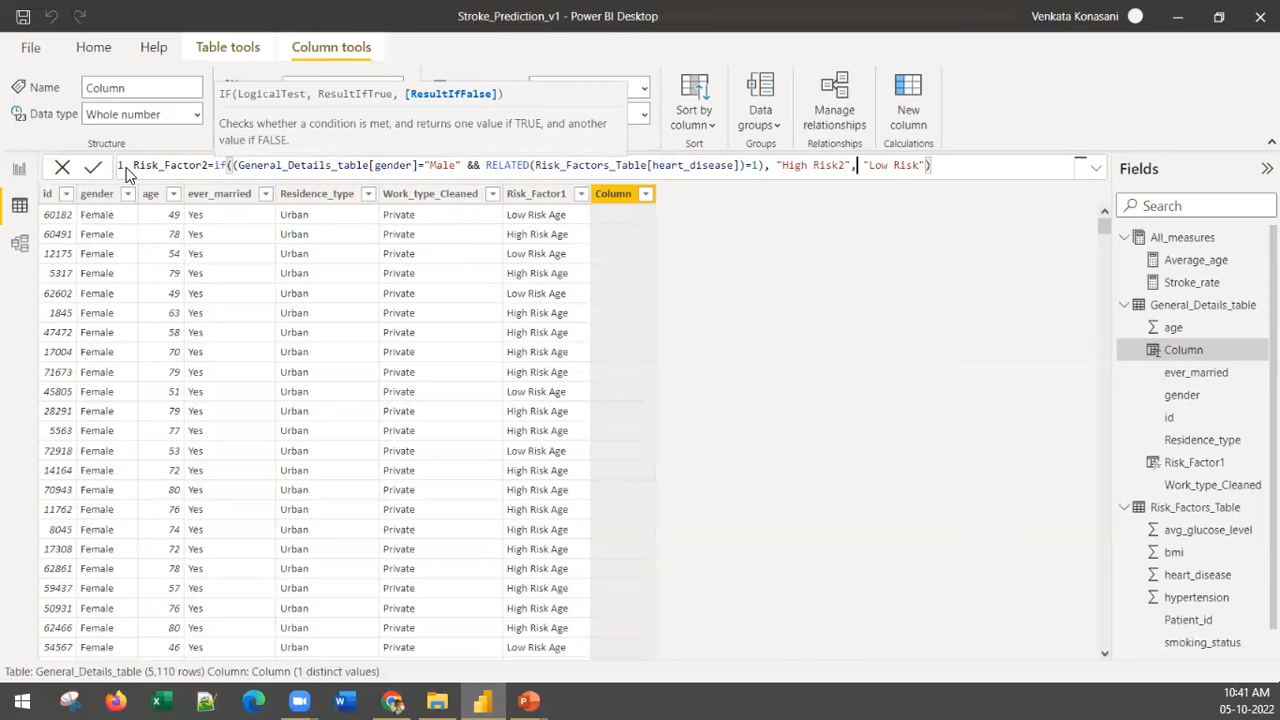 Stroke_Prediction_v1 - Power BI Desktop
Venkata Konasani
File Home Help Table tools Column tools
Name Column
Data type Whole number
Structure
IF(LogicalTest, ResultIfTrue, [ResultIfFalse])
Checks whether a condition is met, and returns one value if TRUE, and another
value if FALSE.
Sort by
column
Sort
Data
groups
Groups
Manage
relationships
Relationships
New
column
Calculations
1 Risk_Factor2=if((General_Details_table[gender]="Male" && RELATED(Risk_Factors_Table[heart_disease])=1), "High Risk2", "Low Risk")
id gender age ever_married Residence_type Work_type_Cleaned Risk_Factor1 Column
60182 Female 49 Yes Urban Private Low Risk Age
60491 Female 78 Yes Urban Private High Risk Age
12175 Female 54 Yes Urban Private Low Risk Age
5317 Female 79 Yes Urban Private High Risk Age
62602 Female 49 Yes Urban Private Low Risk Age
1845 Female 63 Yes Urban Private High Risk Age
47472 Female 58 Yes Urban Private High Risk Age
17004 Female 70 Yes Urban Private High Risk Age
71673 Female 79 Yes Urban Private High Risk Age
45805 Female 51 Yes Urban Private Low Risk Age
28291 Female 79 Yes Urban Private High Risk Age
5563 Female 77 Yes Urban Private High Risk Age
72918 Female 53 Yes Urban Private Low Risk Age
14164 Female 72 Yes Urban Private High Risk Age
70943 Female 80 Yes Urban Private High Risk Age
11762 Female 76 Yes Urban Private High Risk Age
8045 Female 74 Yes Urban Private High Risk Age
17308 Female 72 Yes Urban Private High Risk Age
62861 Female 78 Yes Urban Private High Risk Age
59437 Female 57 Yes Urban Private High Risk Age
50931 Female 76 Yes Urban Private High Risk Age
62466 Female 80 Yes Urban Private High Risk Age
54567 Female 46 Yes Urban Private Low Risk Age
Fields
Search
All_measures
Average_age
Stroke_rate
General_Details_table
age
Column
ever_married
gender
id
Residence_type
Risk_Factor1
Work_type_Cleaned
Risk_Factors_Table
avg_glucose_level
bmi
heart_disease
hypertension
Patient_id
smoking_status
Table: General_Details_table (5,110 rows) Column: Column (1 distinct values)
10:41 AM
05-10-2022